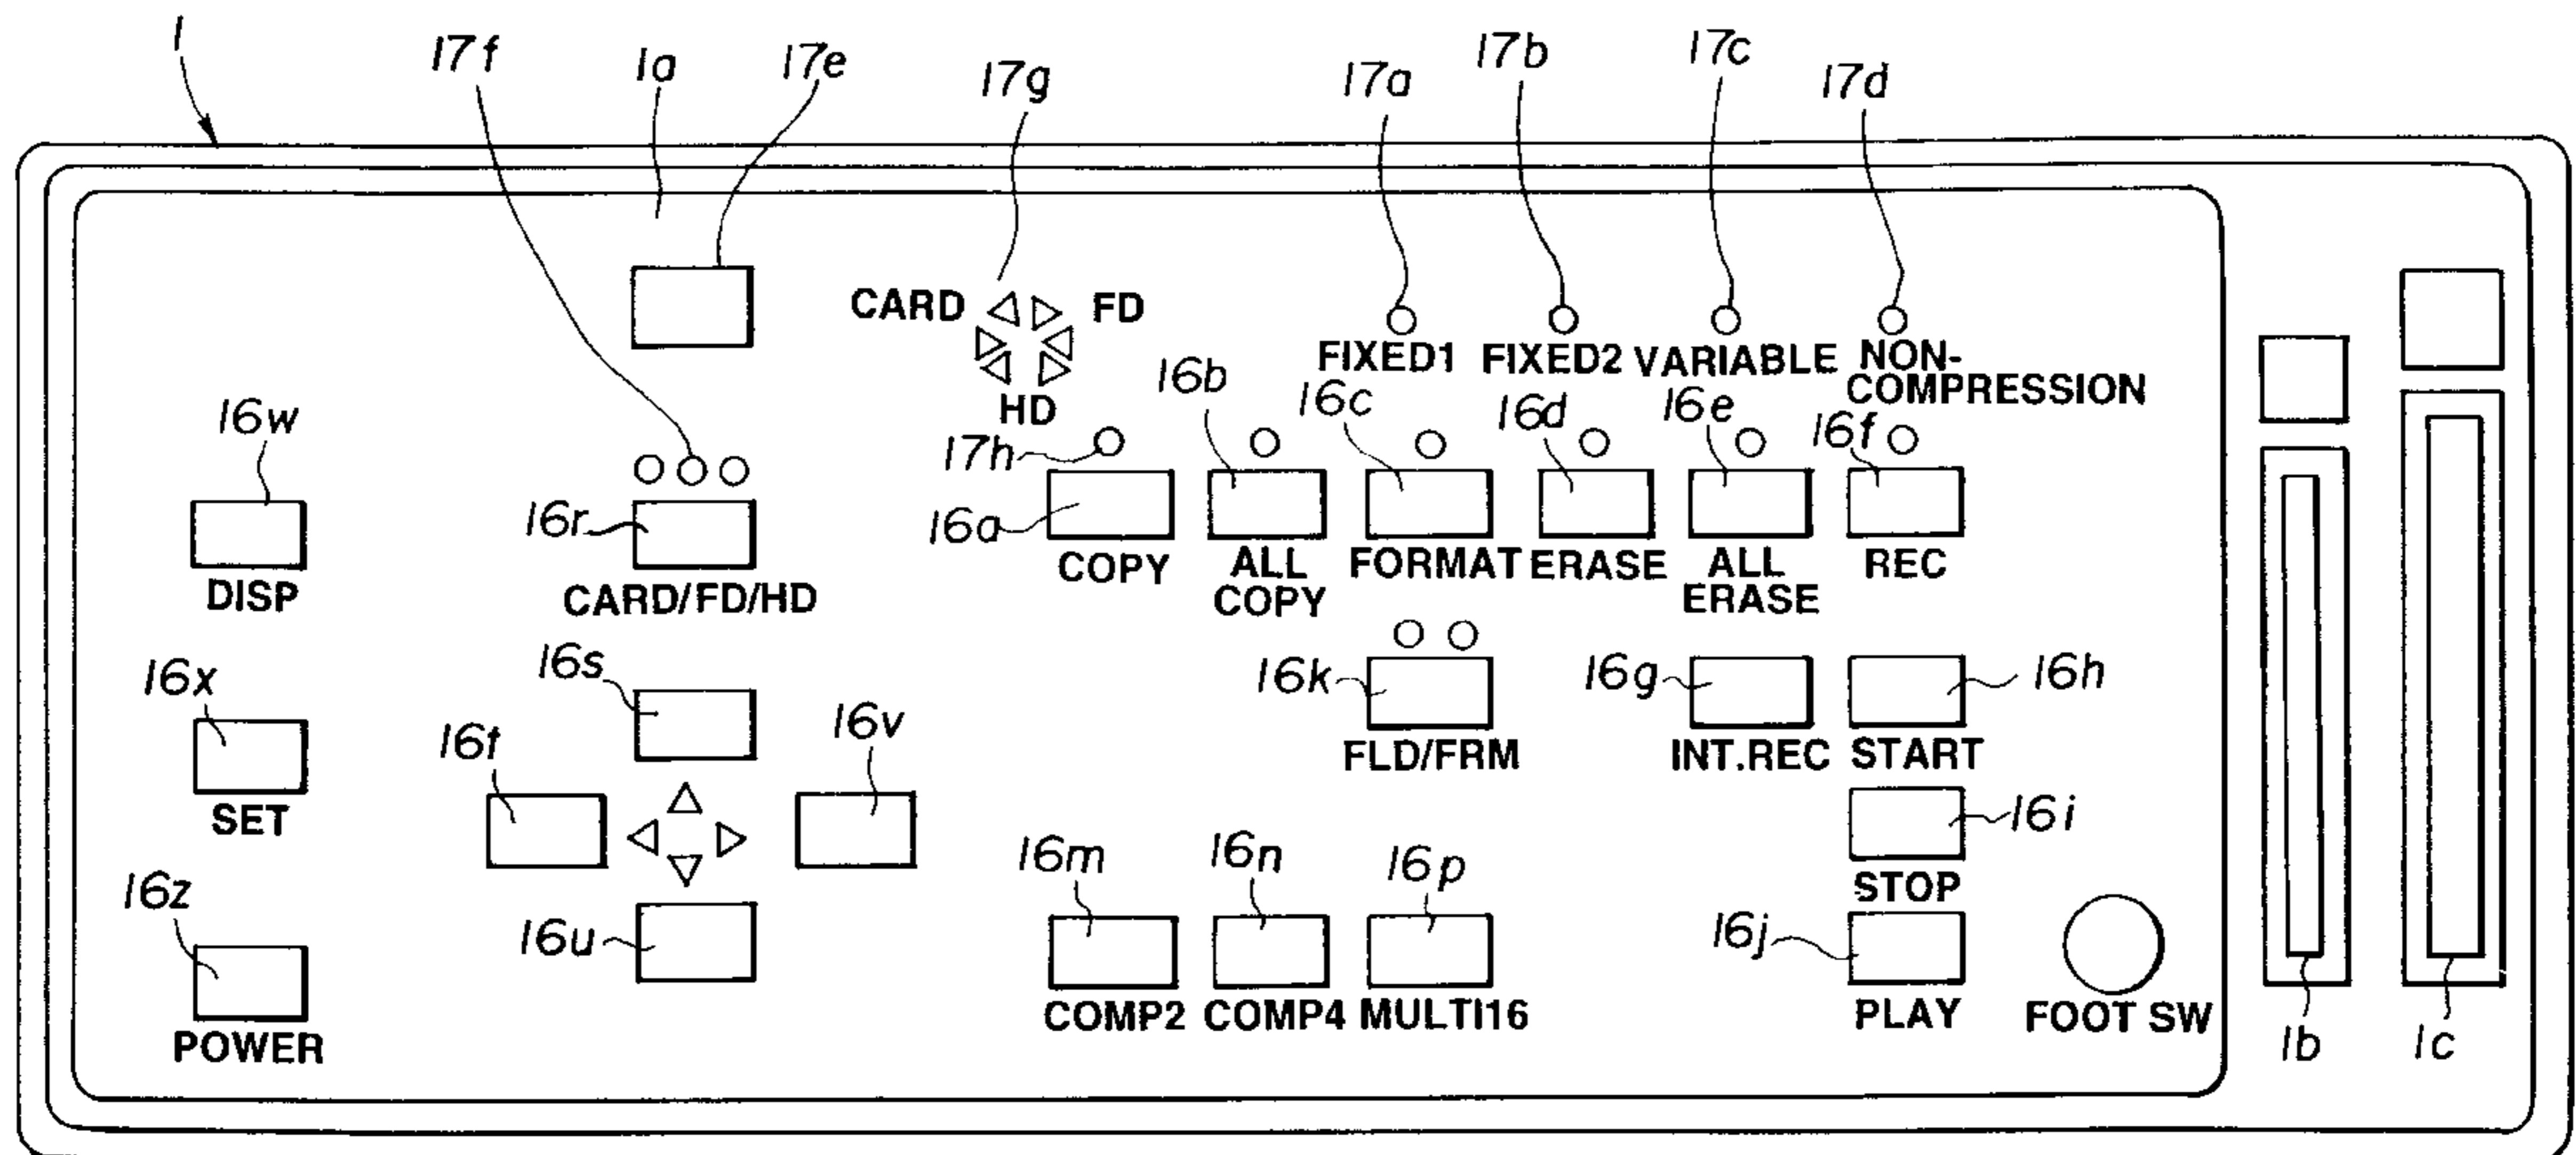 1
17f
1a
17e
17g
17a
17b
17c
17d
CARD
FD
HD
FIXED1
FIXED2
VARIABLE
NON-
COMPRESSION
16w
16b
16c
16d
16e
16f
17h
16r
16a
DISP
CARD/FD/HD
COPY
ALL
COPY
FORMAT
ERASE
ALL
ERASE
REC
16x
16s
16k
16g
16h
16t
16v
SET
FLD/FRM
INT.REC
START
16i
STOP
16z
16u
16m
16n
16p
16j
POWER
COMP2
COMP4
MULTI16
PLAY
FOOT SW
1b
1c